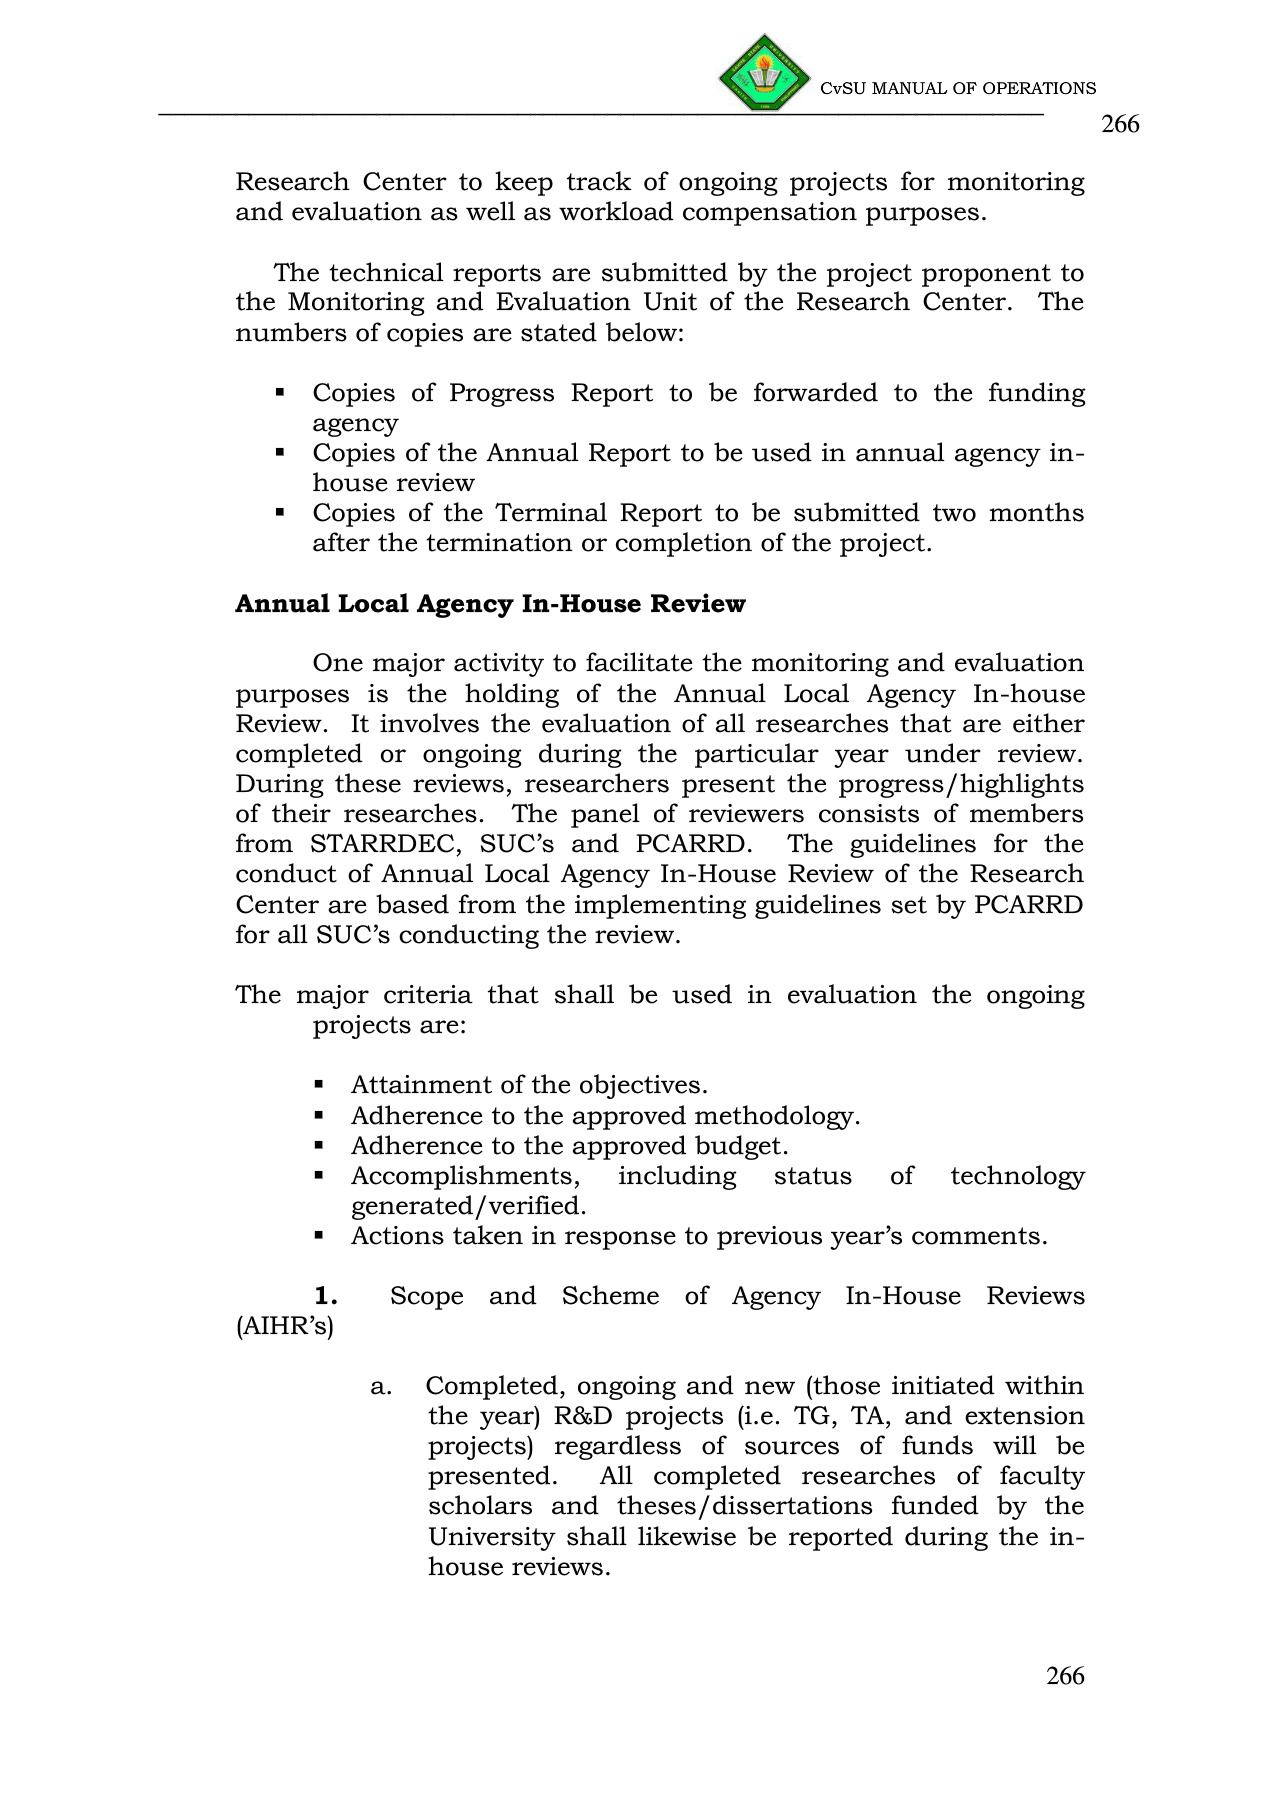 CvSU MANUAL OF OPERATIONS
266
Research Center to keep track of ongoing projects for monitoring
and evaluation as well as workload compensation purposes.
The technical reports are submitted by the project proponent to
the Monitoring and Evaluation Unit of the Research Center. The
numbers of copies are stated below:
▪ Copies of Progress Report to be forwarded to the funding
agency
▪ Copies of the Annual Report to be used in annual agency in-
house review
▪ Copies of the Terminal Report to be submitted two months
after the termination or completion of the project.
Annual Local Agency In-House Review
One major activity to facilitate the monitoring and evaluation
purposes is the holding of the Annual Local Agency In-house
Review. It involves the evaluation of all researches that are either
completed or ongoing during the particular year under review.
During these reviews, researchers present the progress/highlights
of their researches. The panel of reviewers consists of members
from STARRDEC, SUC’s and PCARRD. The guidelines for the
conduct of Annual Local Agency In-House Review of the Research
Center are based from the implementing guidelines set by PCARRD
for all SUC’s conducting the review.
The major criteria that shall be used in evaluation the ongoing
projects are:
▪ Attainment of the objectives.
▪ Adherence to the approved methodology.
▪ Adherence to the approved budget.
▪ Accomplishments, including status of technology
generated/verified.
▪ Actions taken in response to previous year’s comments.
1. Scope and Scheme of Agency In-House Reviews
(AIHR’s)
a. Completed, ongoing and new (those initiated within
the year) R&D projects (i.e. TG, TA, and extension
projects) regardless of sources of funds will be
presented. All completed researches of faculty
scholars and theses/dissertations funded by the
University shall likewise be reported during the in-
house reviews.
266